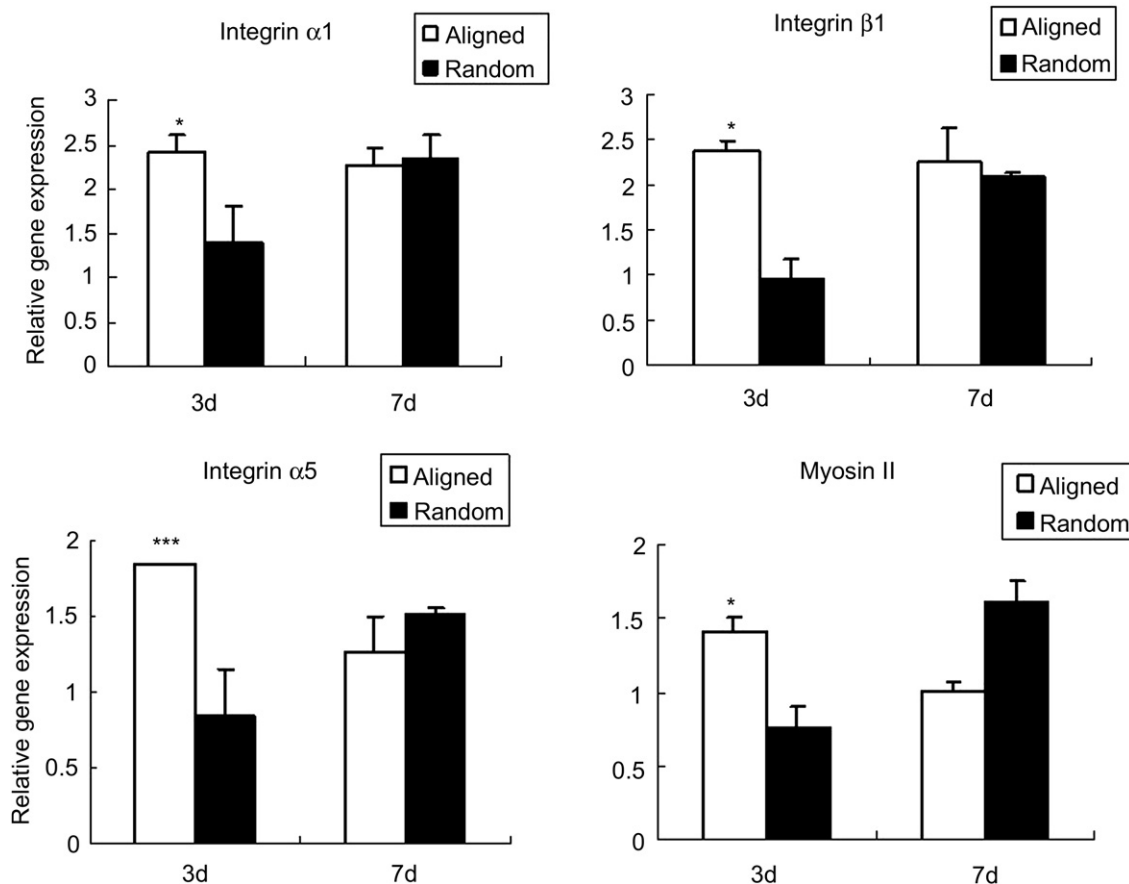 Integrin α1
Aligned
Random
Relative gene expression
3
2.5
2
1.5
1
0.5
0
*
3d
7d
Integrin β1
Aligned
Random
3
2.5
2
1.5
1
0.5
0
*
3d
7d
Integrin α5
Aligned
Random
Relative gene expression
2
1.5
1
0.5
0
***
3d
7d
Myosin II
Aligned
Random
2
1.5
1
0.5
0
*
3d
7d